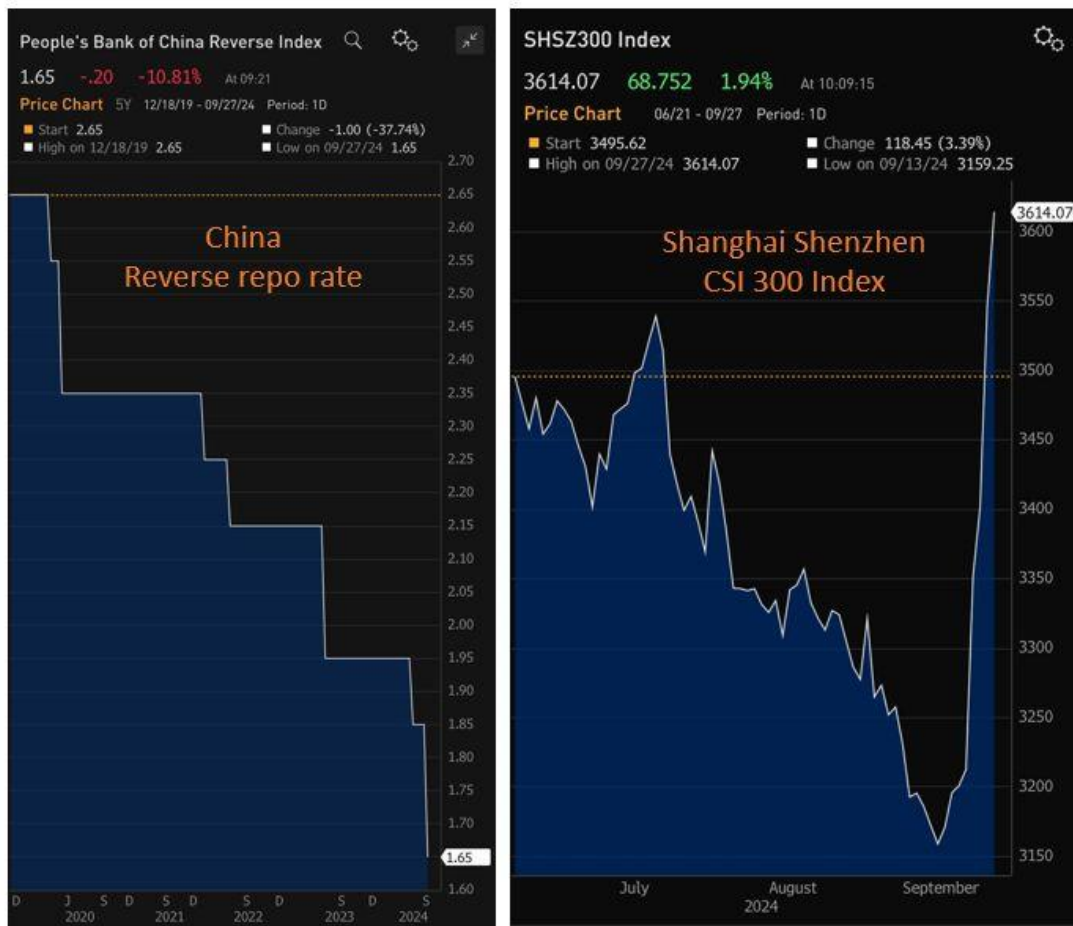 People's Bank of China Reverse Index
1.65 -.20 -10.81% At 09:21
Price Chart 5Y 12/18/19 - 09/27/24 Period: 1D
Start 2.65
Change -1.00 (-37.74%)
High on 12/18/19 2.65
Low on 09/27/24 1.65
China
Reverse repo rate
2.70
2.65
2.60
2.55
2.50
2.45
2.40
2.35
2.30
2.25
2.20
2.15
2.10
2.05
2.00
1.95
1.90
1.85
1.80
1.75
1.70
1.65
1.60
D J S D S D S D S D S
2020 2021 2022 2023 2024
SHSZ300 Index
3614.07 68.752 1.94% At 10:09:15
Price Chart 06/21 - 09/27 Period: 1D
Start 3495.62
Change 118.45 (3.39%)
High on 09/27/24 3614.07
Low on 09/13/24 3159.25
Shanghai Shenzhen
CSI 300 Index
3614.07
3600
3550
3500
3450
3400
3350
3300
3250
3200
3150
July August September
2024